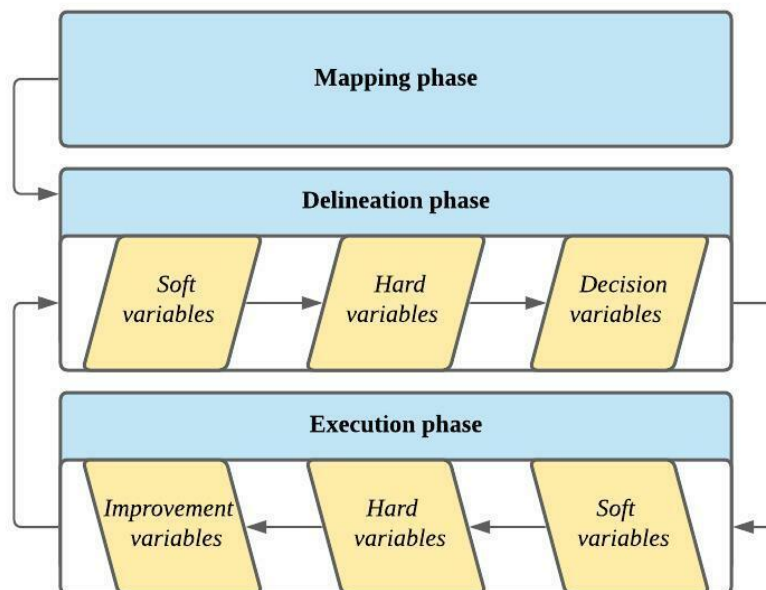 Mapping phase
Delineation phase
Soft
variables
Hard
variables
Decision
variables
Execution phase
Improvement
variables
Hard
variables
Soft
variables